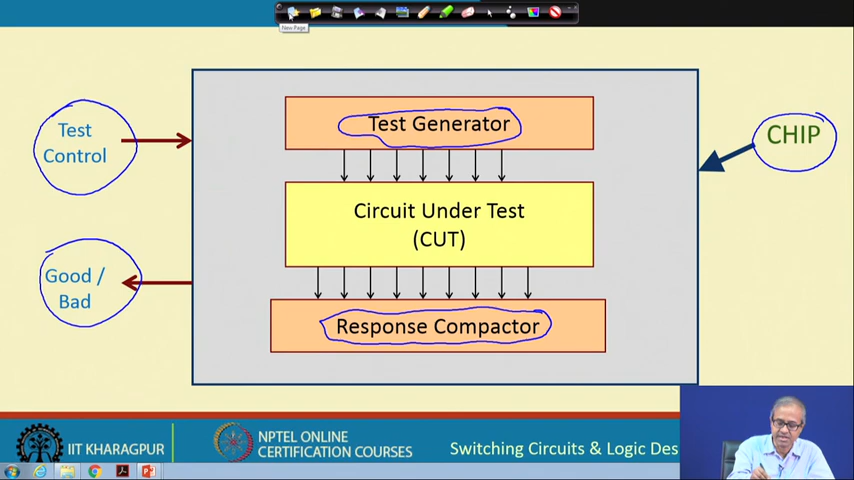 New Page
Test
Control
Test Generator
CHIP
Circuit Under Test
(CUT)
Good /
Bad
Response Compactor
IIT KHARAGPUR
NPTEL ONLINE
CERTIFICATION COURSES
Switching Circuits & Logic Des